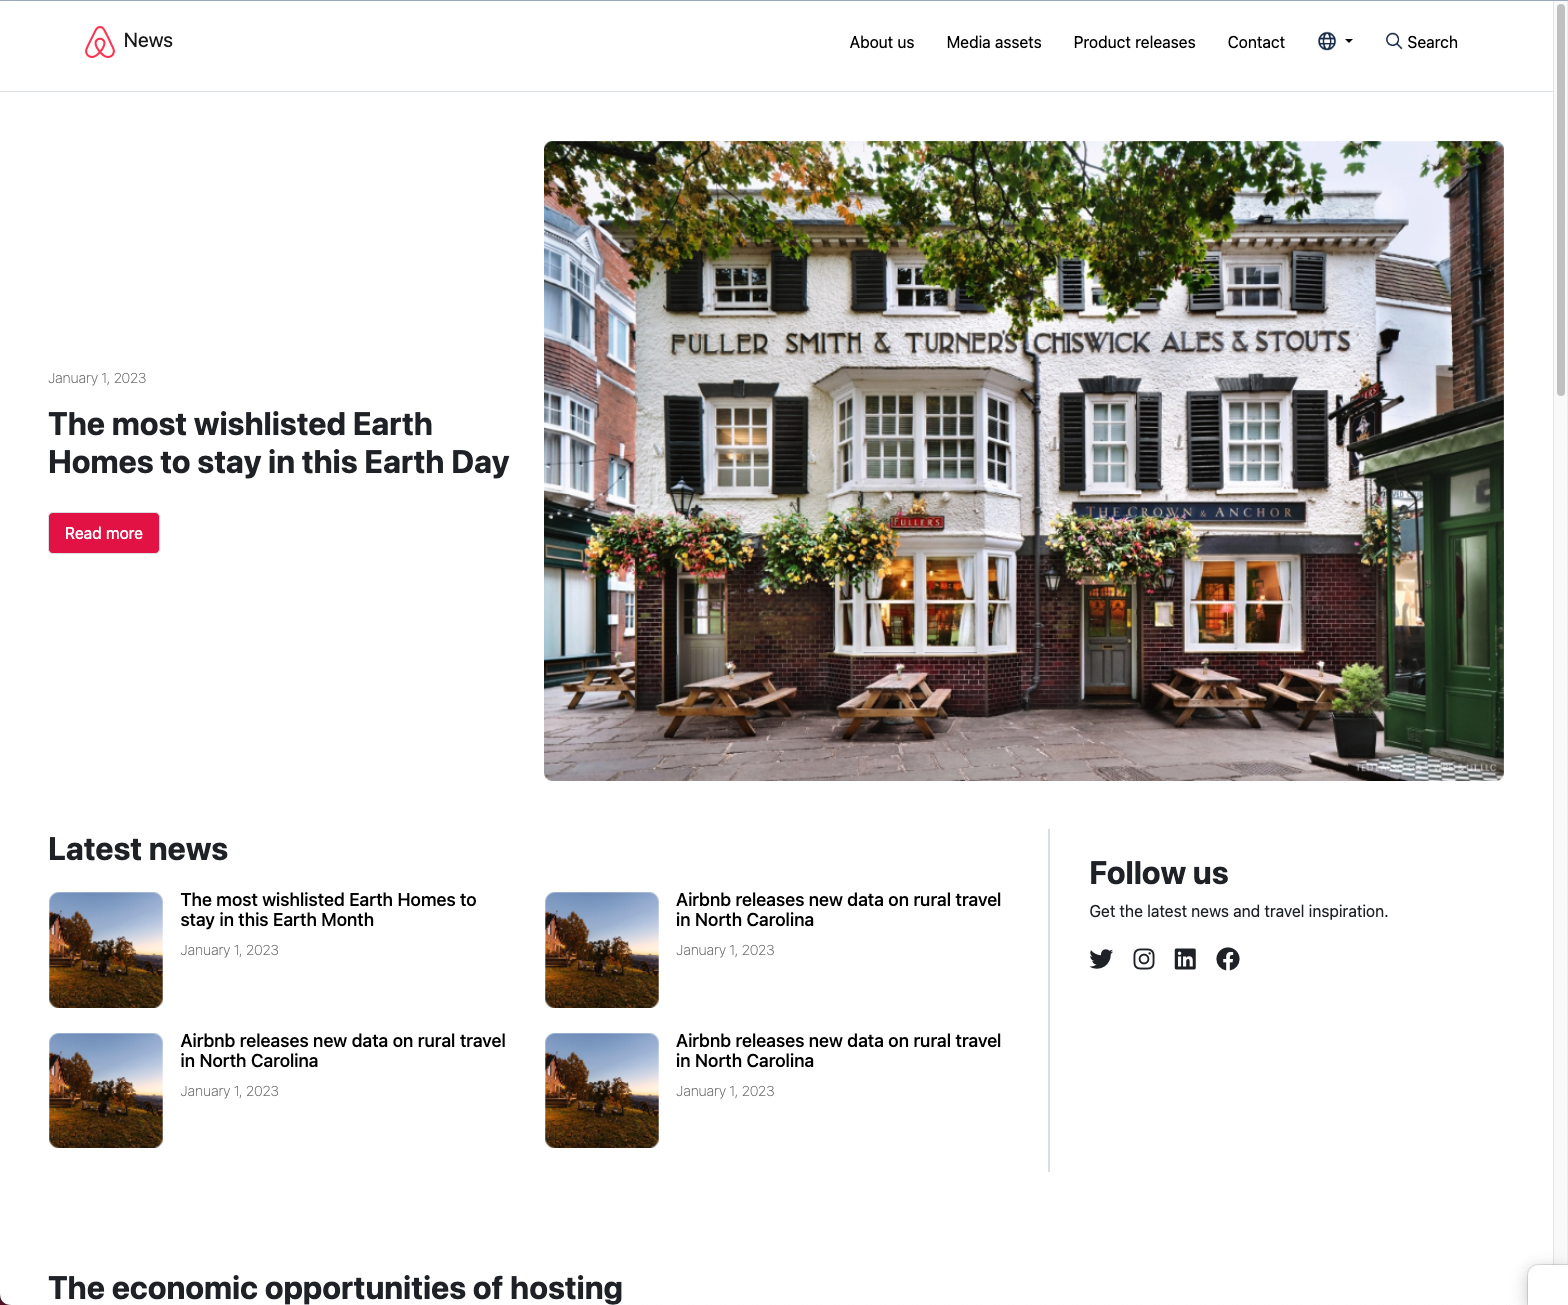 News
About us
Media assets
Product releases
Contact
Search
FULLER SMITH & TURNER'S CHISWICK ALES & STOUTS
January 1, 2023
The most wishlisted Earth
Homes to stay in this Earth Day
Read more
FULLERS
THE CROWN & ANCHOR
Latest news
The most wishlisted Earth Homes to
stay in this Earth Month
January 1, 2023
Airbnb releases new data on rural travel
in North Carolina
January 1, 2023
Airbnb releases new data on rural travel
in North Carolina
January 1, 2023
Airbnb releases new data on rural travel
in North Carolina
January 1, 2023
Follow us
Get the latest news and travel inspiration.
The economic opportunities of hosting